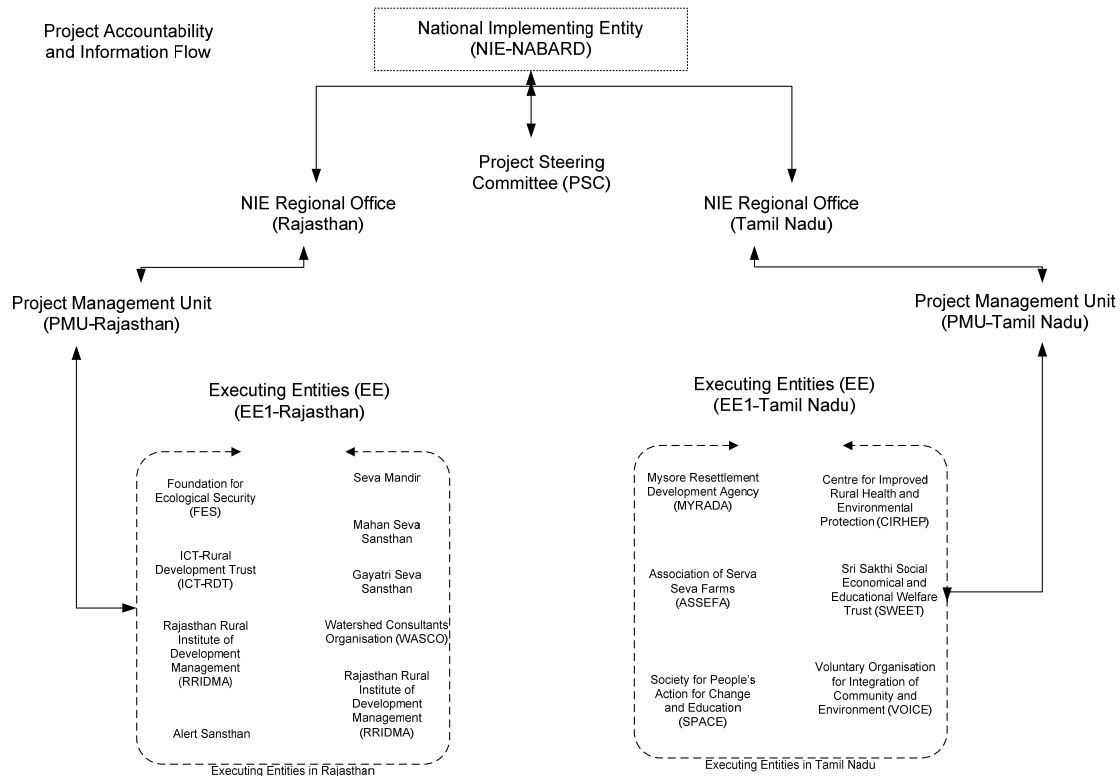 Project Accountability
and Information Flow
National Implementing Entity
(NIE-NABARD)
Project Steering
Committee (PSC)
NIE Regional Office
(Rajasthan)
NIE Regional Office
(Tamil Nadu)
Project Management Unit
(PMU-Rajasthan)
Project Management Unit
(PMU-Tamil Nadu)
Executing Entities (EE)
(EE1-Rajasthan)
Foundation for
Ecological Security
(FES)
ICT-Rural
Development Trust
(ICT-RDT)
Rajasthan Rural
Institute of
Development
Management
(RRIDMA)
Alert Sansthan
Seva Mandir
Mahan Seva
Sansthan
Gayatri Seva
Sansthan
Watershed Consultants
Organisation (WASCO)
Rajasthan Rural
Institute of
Development
Management
(RRIDMA)
Executing Entities in Rajasthan
Executing Entities (EE)
(EE1-Tamil Nadu)
Mysore Resettlement
Development Agency
(MYRADA)
Association of Serva
Seva Farms
(ASSEFA)
Society for People's
Action for Change
and Education
(SPACE)
Centre for Improved
Rural Health and
Environmental
Protection (CIRHEP)
Sri Sakthi Social
Economical and
Educational Welfare
Trust (SWEET)
Voluntary Organisation
for Integration of
Community and
Environment (VOICE)
Executing Entities in Tamil Nadu